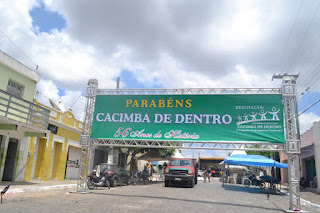 PARABÉNS
CACIMBA DE DENTRO
56 Anos de História
REALIZAÇÃO:
CACIMBA DE DENTRO